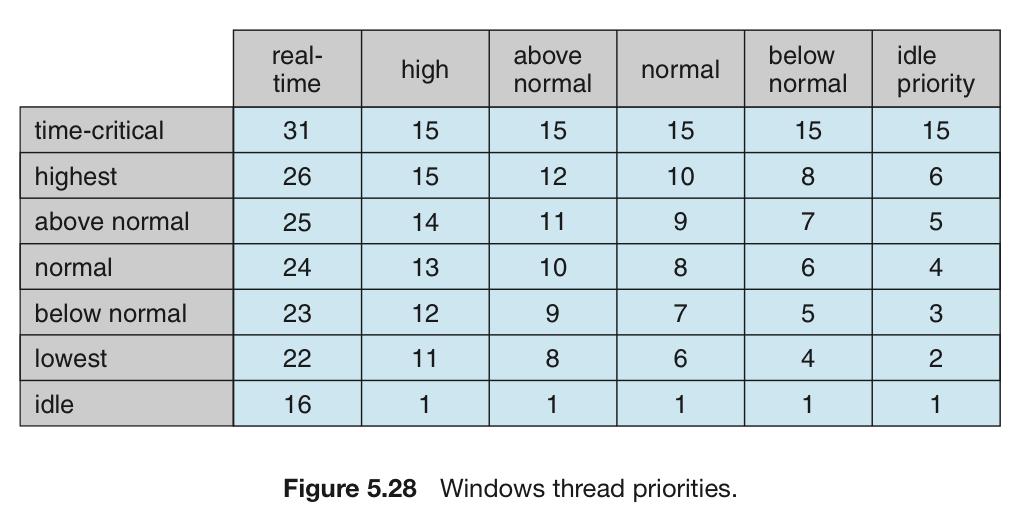 real-time high above normal normal below normal idle priority
time-critical 31 15 15 15 15 15
highest 26 15 12 10 8 6
above normal 25 14 11 9 7 5
normal 24 13 10 8 6 4
below normal 23 12 9 7 5 3
lowest 22 11 8 6 4 2
idle 16 1 1 1 1 1
Figure 5.28 Windows thread priorities.